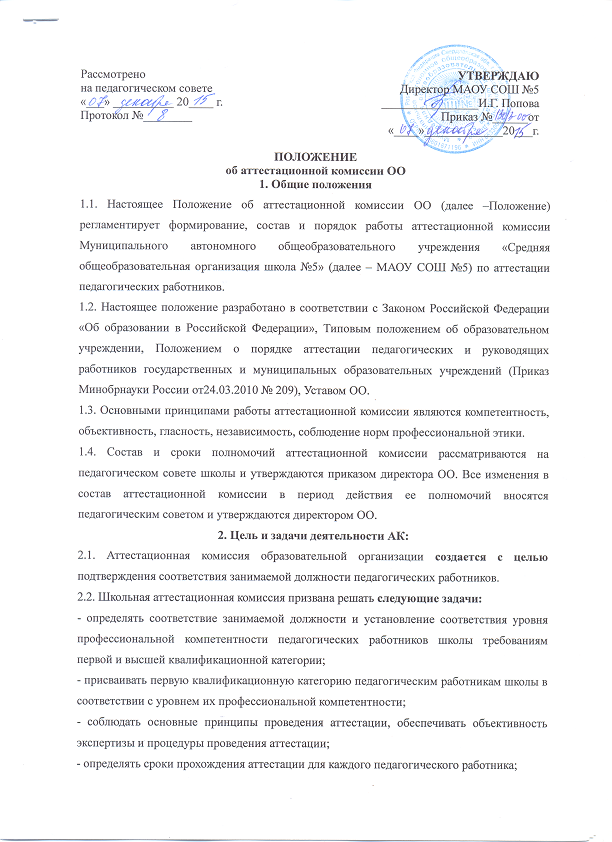 Рассмотрено
на педагогическом совете
«07» декабря 2015 г.
Протокол № 8
УТВЕРЖДАЮ
Директор МАОУ СОШ №5
И.Г. Попова
Приказ № от
«07» декабря 2015 г.
ПОЛОЖЕНИЕ
об аттестационной комиссии ОО
1. Общие положения
1.1. Настоящее Положение об аттестационной комиссии ОО (далее –Положение)
регламентирует формирование, состав и порядок работы аттестационной комиссии
Муниципального автономного общеобразовательного учреждения «Средняя
общеобразовательная организация школа №5» (далее – МАОУ СОШ №5) по аттестации
педагогических работников.
1.2. Настоящее положение разработано в соответствии с Законом Российской Федерации
«Об образовании в Российской Федерации», Типовым положением об образовательном
учреждении, Положением о порядке аттестации педагогических и руководящих
работников государственных и муниципальных образовательных учреждений (Приказ
Минобрнауки России от24.03.2010 № 209), Уставом ОО.
1.3. Основными принципами работы аттестационной комиссии являются компетентность,
объективность, гласность, независимость, соблюдение норм профессиональной этики.
1.4. Состав и сроки полномочий аттестационной комиссии рассматриваются на
педагогическом совете школы и утверждаются приказом директора ОО. Все изменения в
состав аттестационной комиссии в период действия ее полномочий вносятся
педагогическим советом и утверждаются директором ОО.
2. Цель и задачи деятельности АК:
2.1. Аттестационная комиссия образовательной организации создается с целью
подтверждения соответствия занимаемой должности педагогических работников.
2.2. Школьная аттестационная комиссия призвана решать следующие задачи:
- определять соответствие занимаемой должности и установление соответствия уровня
профессиональной компетентности педагогических работников школы требованиям
первой и высшей квалификационной категории;
- присваивать первую квалификационную категорию педагогическим работникам школы в
соответствии с уровнем их профессиональной компетентности;
- соблюдать основные принципы проведения аттестации, обеспечивать объективность
экспертизы и процедуры проведения аттестации;
- определять сроки прохождения аттестации для каждого педагогического работника;